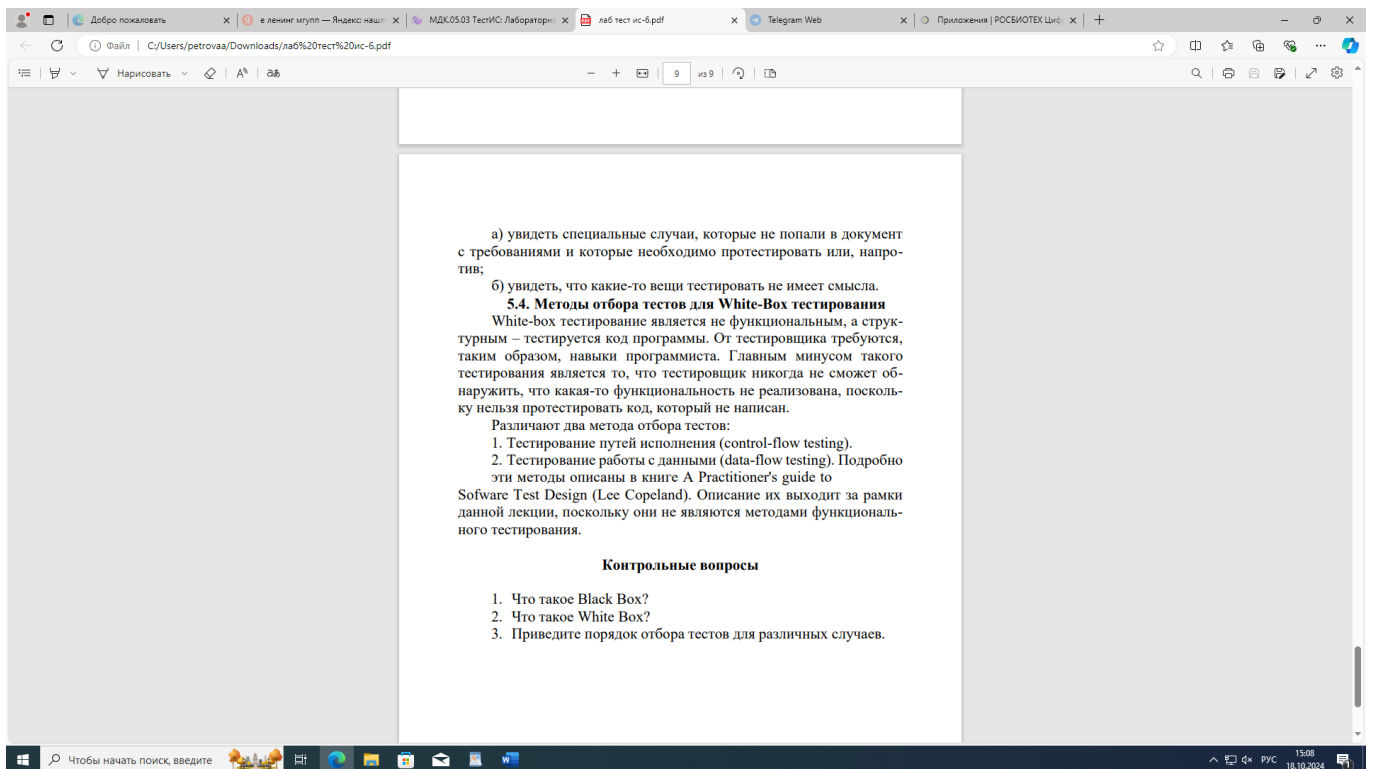 Добро пожаловать
е ленинг мгупп — Яндекс: нашл
МДК.05.03 ТестИС: Лабораторн
лаб тест ис-6.pdf
Telegram Web
Приложения | РОСБИОТЕХ Циф
Файл | C:/Users/petrovaa/Downloads/лаб%20тест%20ис-6.pdf
Нарисовать
9 из 9
а) увидеть специальные случаи, которые не попали в документ
с требованиями и которые необходимо протестировать или, напро-
тив;
б) увидеть, что какие-то вещи тестировать не имеет смысла.
5.4. Методы отбора тестов для White-Box тестирования
White-box тестирование является не функциональным, а струк-
турным – тестируется код программы. От тестировщика требуются,
таким образом, навыки программиста. Главным минусом такого
тестирования является то, что тестировщик никогда не сможет об-
наружить, что какая-то функциональность не реализована, посколь-
ку нельзя протестировать код, который не написан.
Различают два метода отбора тестов:
1. Тестирование путей исполнения (control-flow testing).
2. Тестирование работы с данными (data-flow testing). Подробно
эти методы описаны в книге A Practitioner's guide to
Sofware Test Design (Lee Copeland). Описание их выходит за рамки
данной лекции, поскольку они не являются методами функциональ-
ного тестирования.
Контрольные вопросы
1. Что такое Black Box?
2. Что такое White Box?
3. Приведите порядок отбора тестов для различных случаев.
Чтобы начать поиск, введите
РУС
15:08
18.10.2024